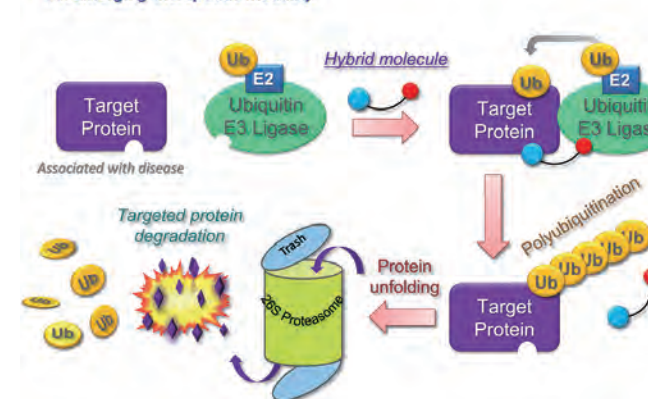 Ub
E2
Ubiquitin
E3 Ligase
Target
Protein
Associated with disease
Hybrid molecule
Ub
Ub
E2
Target
Protein
Ubiquiti
E3 Ligas
Polyubiquitination
Ub
Ub
Ub
Ub
Ub
Ub
Target
Protein
Protein
unfolding
Trash
26S Proteasome
Targeted protein
degradation
Ub
Ub
Ub
Ub
Ub